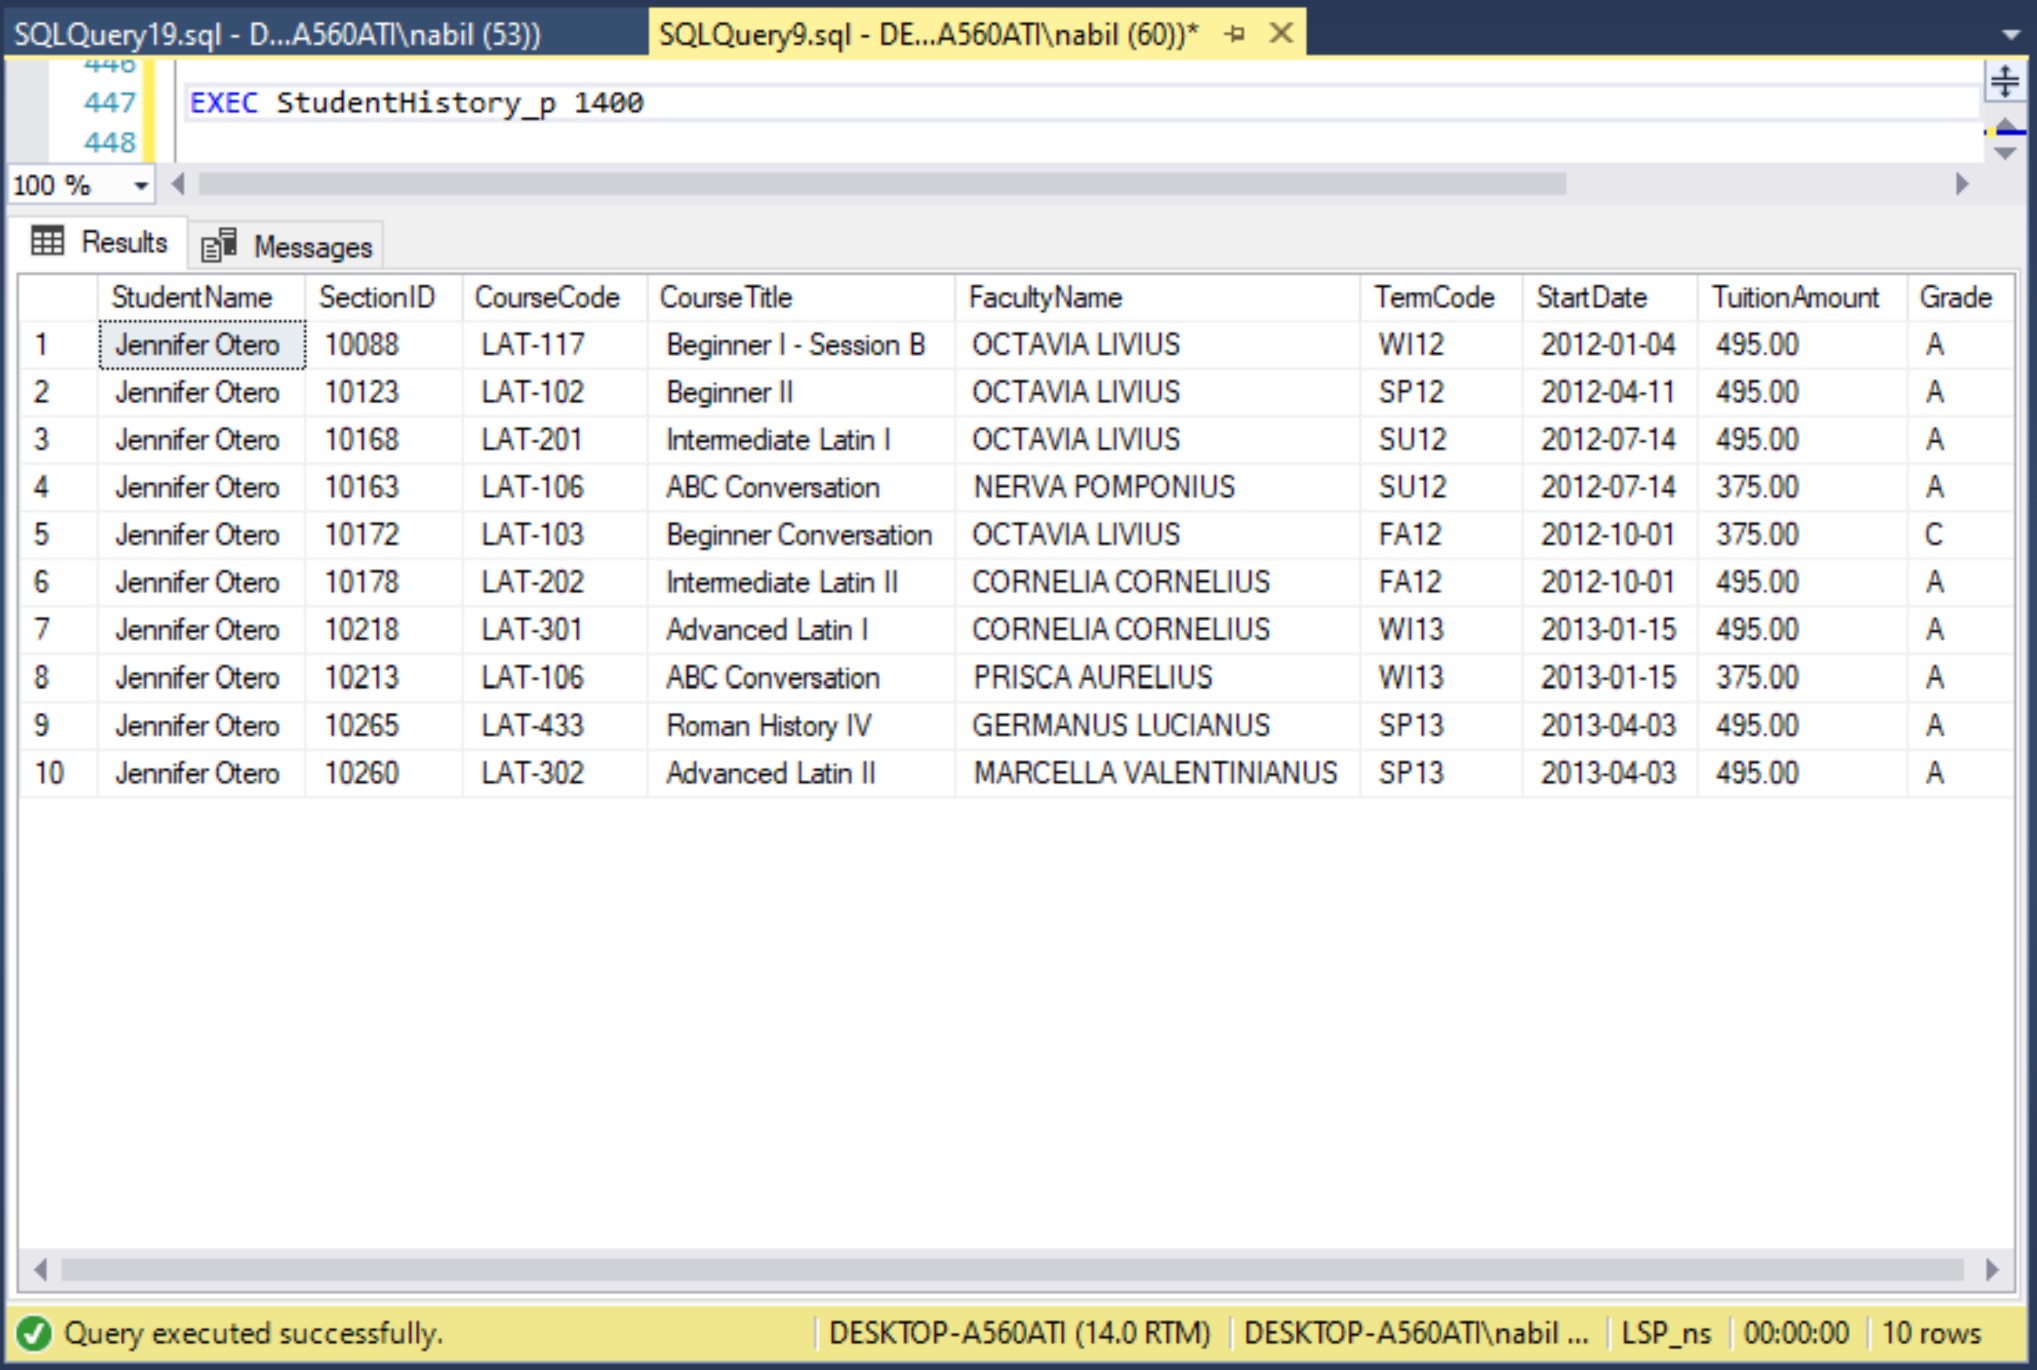 SQLQuery19.sql - D...A560ATI\nabil (53)) SQLQuery9.sql - DE...A560ATI\nabil (60))*
446
447 EXEC StudentHistory_p 1400
448
100 %
Results Messages
StudentName SectionID CourseCode CourseTitle FacultyName TermCode StartDate TuitionAmount Grade
1 Jennifer Otero 10088 LAT-117 Beginner I - Session B OCTAVIA LIVIUS WI12 2012-01-04 495.00 A
2 Jennifer Otero 10123 LAT-102 Beginner II OCTAVIA LIVIUS SP12 2012-04-11 495.00 A
3 Jennifer Otero 10168 LAT-201 Intermediate Latin I OCTAVIA LIVIUS SU12 2012-07-14 495.00 A
4 Jennifer Otero 10163 LAT-106 ABC Conversation NERVA POMPONIUS SU12 2012-07-14 375.00 A
5 Jennifer Otero 10172 LAT-103 Beginner Conversation OCTAVIA LIVIUS FA12 2012-10-01 375.00 C
6 Jennifer Otero 10178 LAT-202 Intermediate Latin II CORNELIA CORNELIUS FA12 2012-10-01 495.00 A
7 Jennifer Otero 10218 LAT-301 Advanced Latin I CORNELIA CORNELIUS WI13 2013-01-15 495.00 A
8 Jennifer Otero 10213 LAT-106 ABC Conversation PRISCA AURELIUS WI13 2013-01-15 375.00 A
9 Jennifer Otero 10265 LAT-433 Roman History IV GERMANUS LUCIANUS SP13 2013-04-03 495.00 A
10 Jennifer Otero 10260 LAT-302 Advanced Latin II MARCELLA VALENTINIANUS SP13 2013-04-03 495.00 A
Query executed successfully. DESKTOP-A560ATI (14.0 RTM) DESKTOP-A560ATI\nabil ... LSP_ns 00:00:00 10 rows